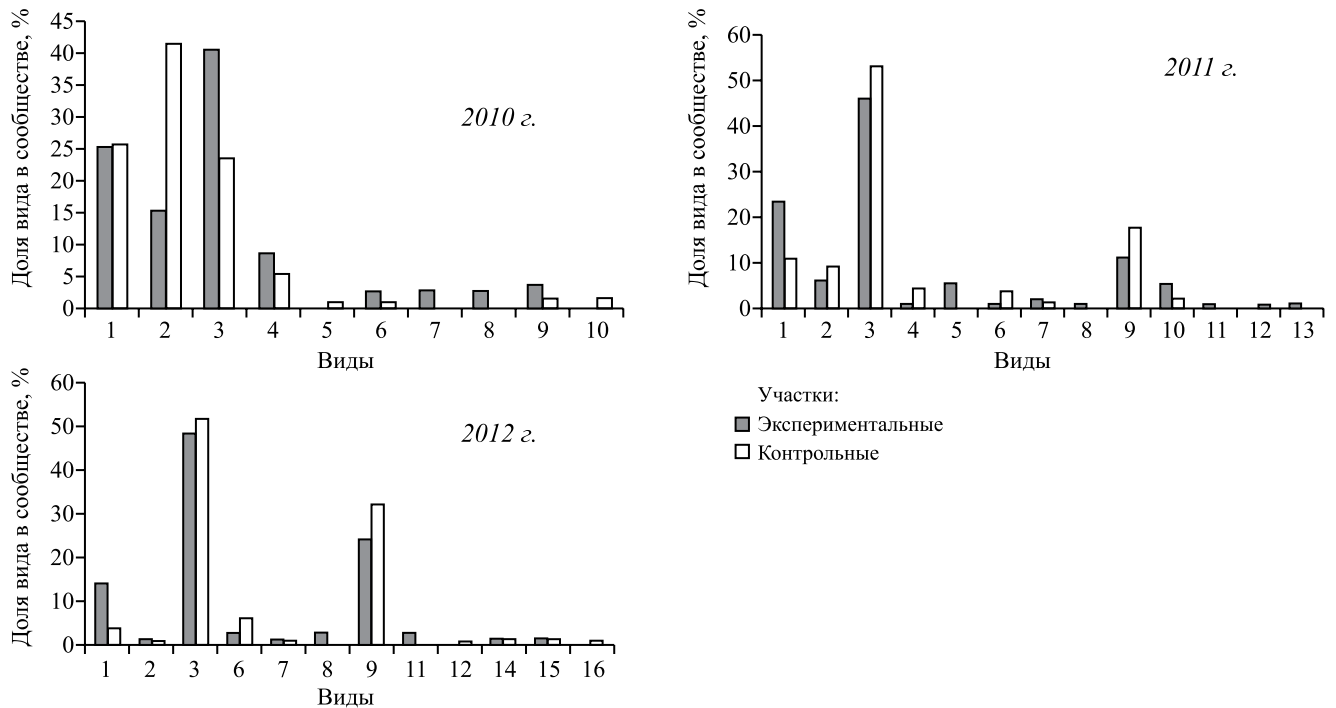 Доля вида в сообществе, %
45
40
35
30
25
20
15
10
5
0
2010 г.
1 2 3 4 5 6 7 8 9 10
Виды
Доля вида в сообществе, %
60
50
40
30
20
10
0
2011 г.
1 2 3 4 5 6 7 8 9 10 11 12 13
Виды
Участки:
Экспериментальные
Контрольные
Доля вида в сообществе, %
60
50
40
30
20
10
0
2012 г.
1 2 3 6 7 8 9 11 12 14 15 16
Виды